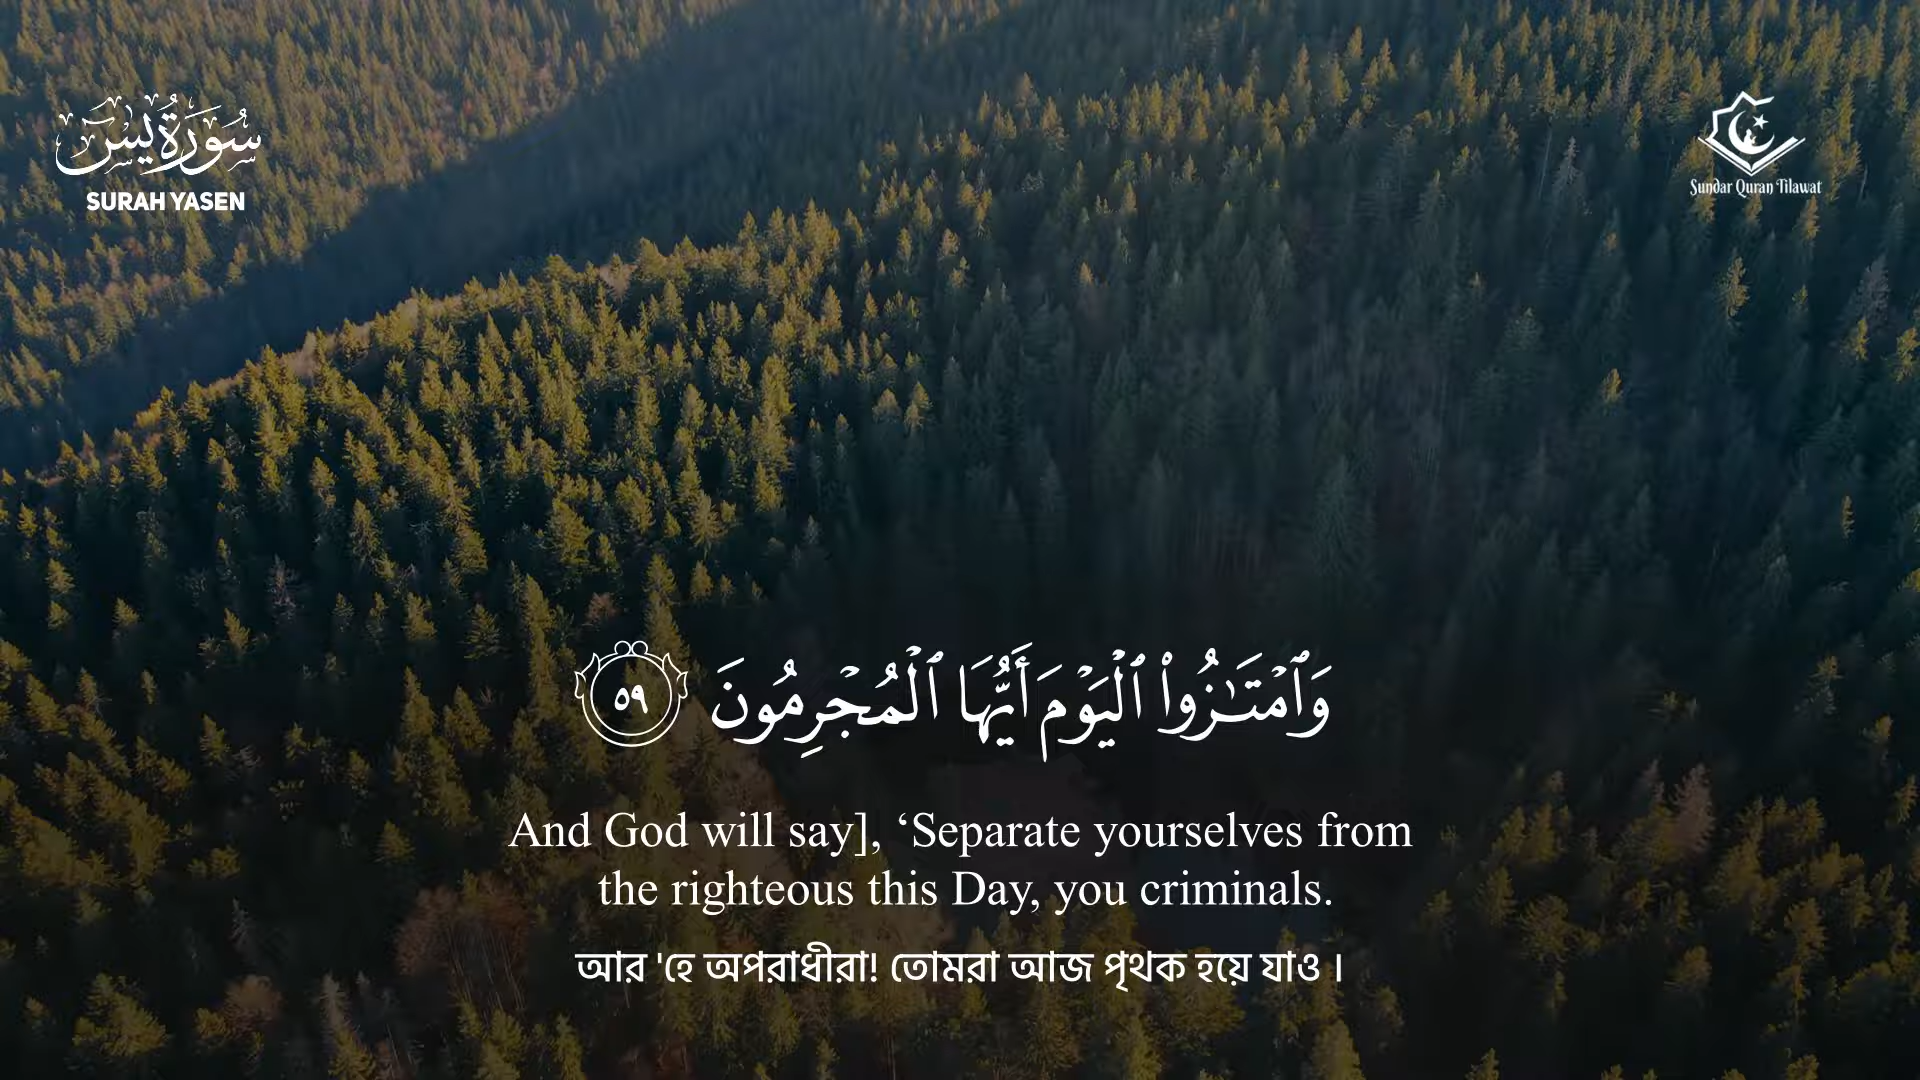 سُورَةُ يس
SURAH YASEN
Sundar Quran Tilawat
وَٱمْتَـٰزُوا۟ ٱلْيَوْمَ أَيُّهَا ٱلْمُجْرِمُونَ ٥٩
And God will say], ‘Separate yourselves from
the righteous this Day, you criminals.
আর 'হে অপরাধীরা! তোমরা আজ পৃথক হয়ে যাও ।